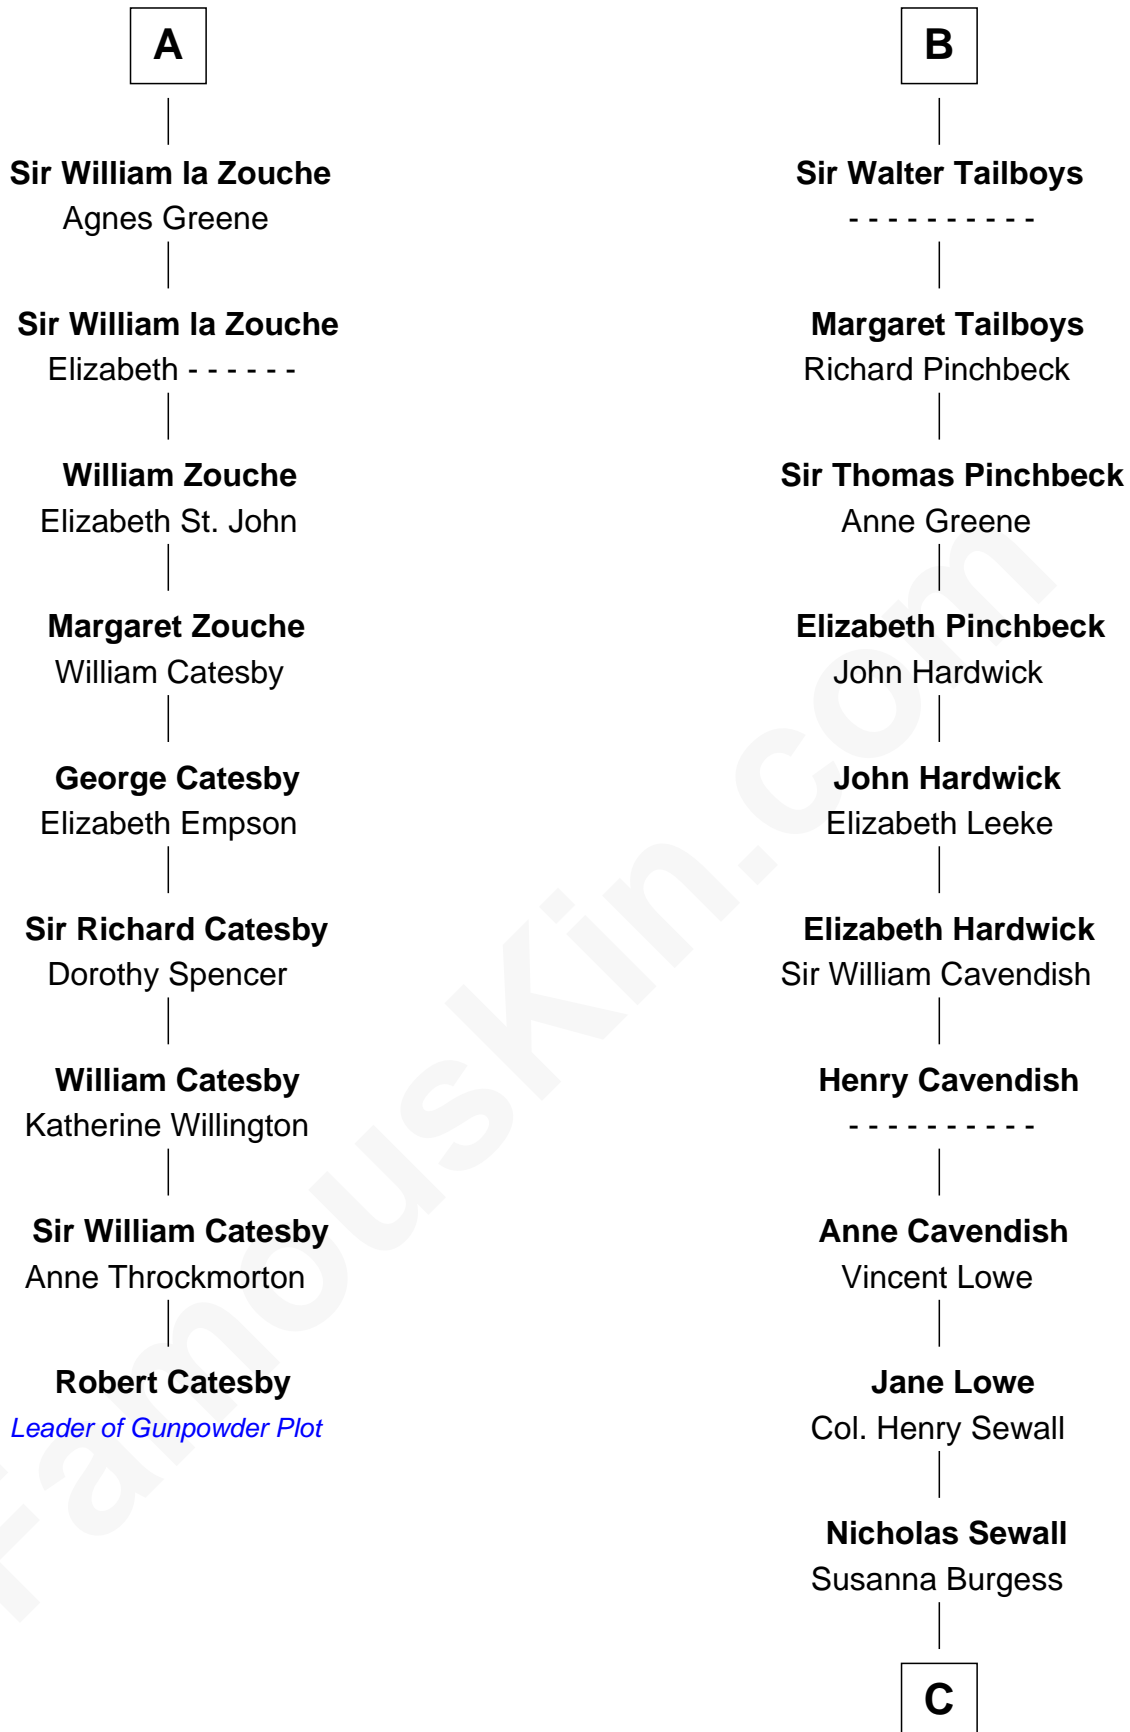 A
Sir William la Zouche
Agnes Greene
Sir William la Zouche
Elizabeth - - - - - -
William Zouche
Elizabeth St. John
Margaret Zouche
William Catesby
George Catesby
Elizabeth Empson
Sir Richard Catesby
Dorothy Spencer
William Catesby
Katherine Willington
Sir William Catesby
Anne Throckmorton
Robert Catesby
Leader of Gunpowder Plot
B
Sir Walter Tailboys
- - - - - - - - - -
Margaret Tailboys
Richard Pinchbeck
Sir Thomas Pinchbeck
Anne Greene
Elizabeth Pinchbeck
John Hardwick
John Hardwick
Elizabeth Leeke
Elizabeth Hardwick
Sir William Cavendish
Henry Cavendish
- - - - - - - - - -
Anne Cavendish
Vincent Lowe
Jane Lowe
Col. Henry Sewall
Nicholas Sewall
Susanna Burgess
C
FamousKin.com